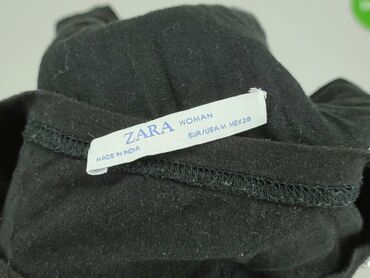 ZARA WOMAN
MADE IN INDIA
EUR/USA M MEX 28